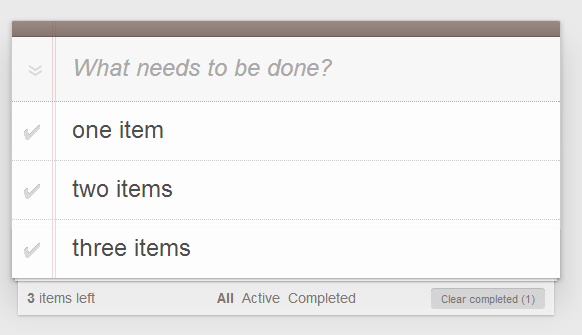 What needs to be done?
one item
two items
three items
3 items left All Active Completed Clear completed (1)